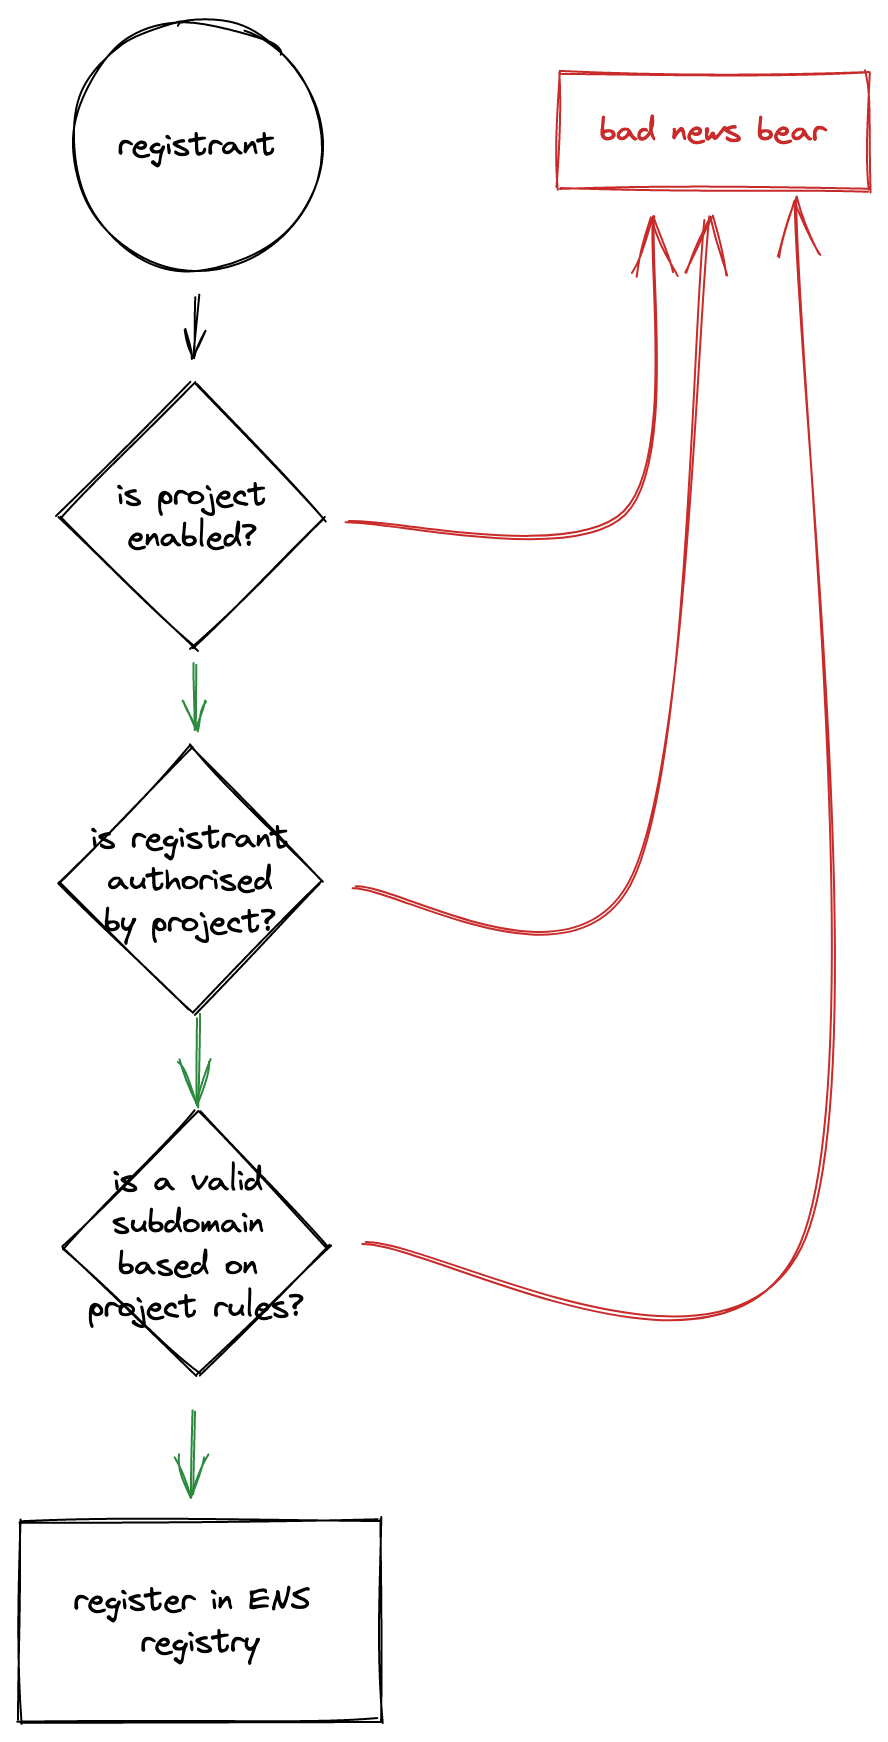 registrant
bad news bear
is project
enabled?
is registrant
authorised
by project?
is a valid
subdomain
based on
project rules?
register in ENS
registry